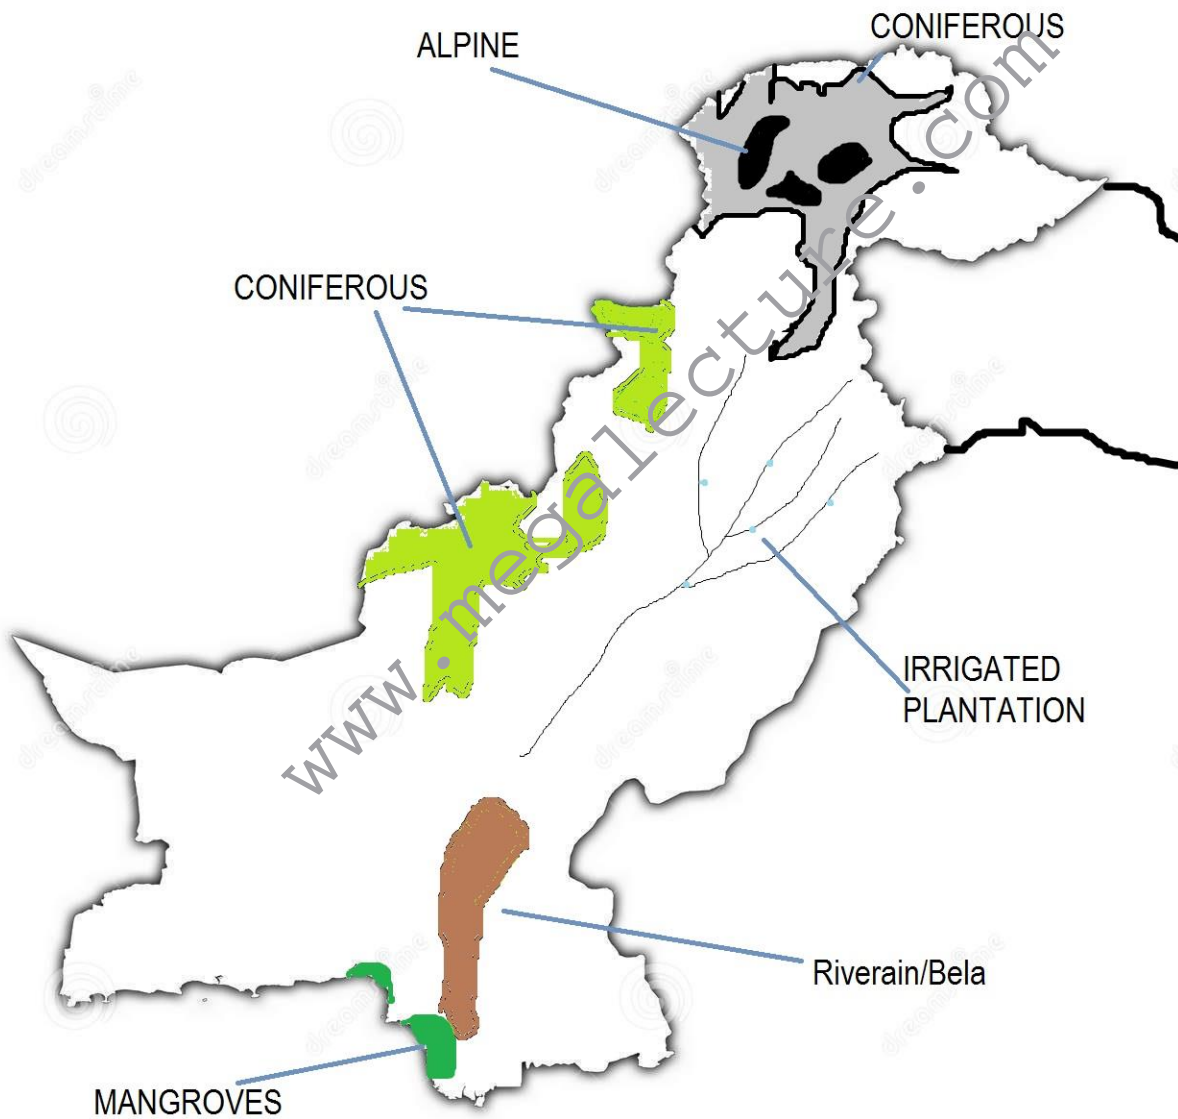 CONIFEROUS
ALPINE
CONIFEROUS
www.megalecture.com
IRRIGATED
PLANTATION
Riverain/Bela
MANGROVES